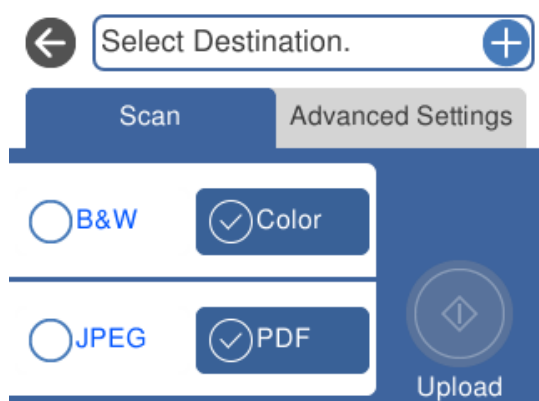 Select Destination.
Scan
Advanced Settings
B&W
Color
JPEG
PDF
Upload